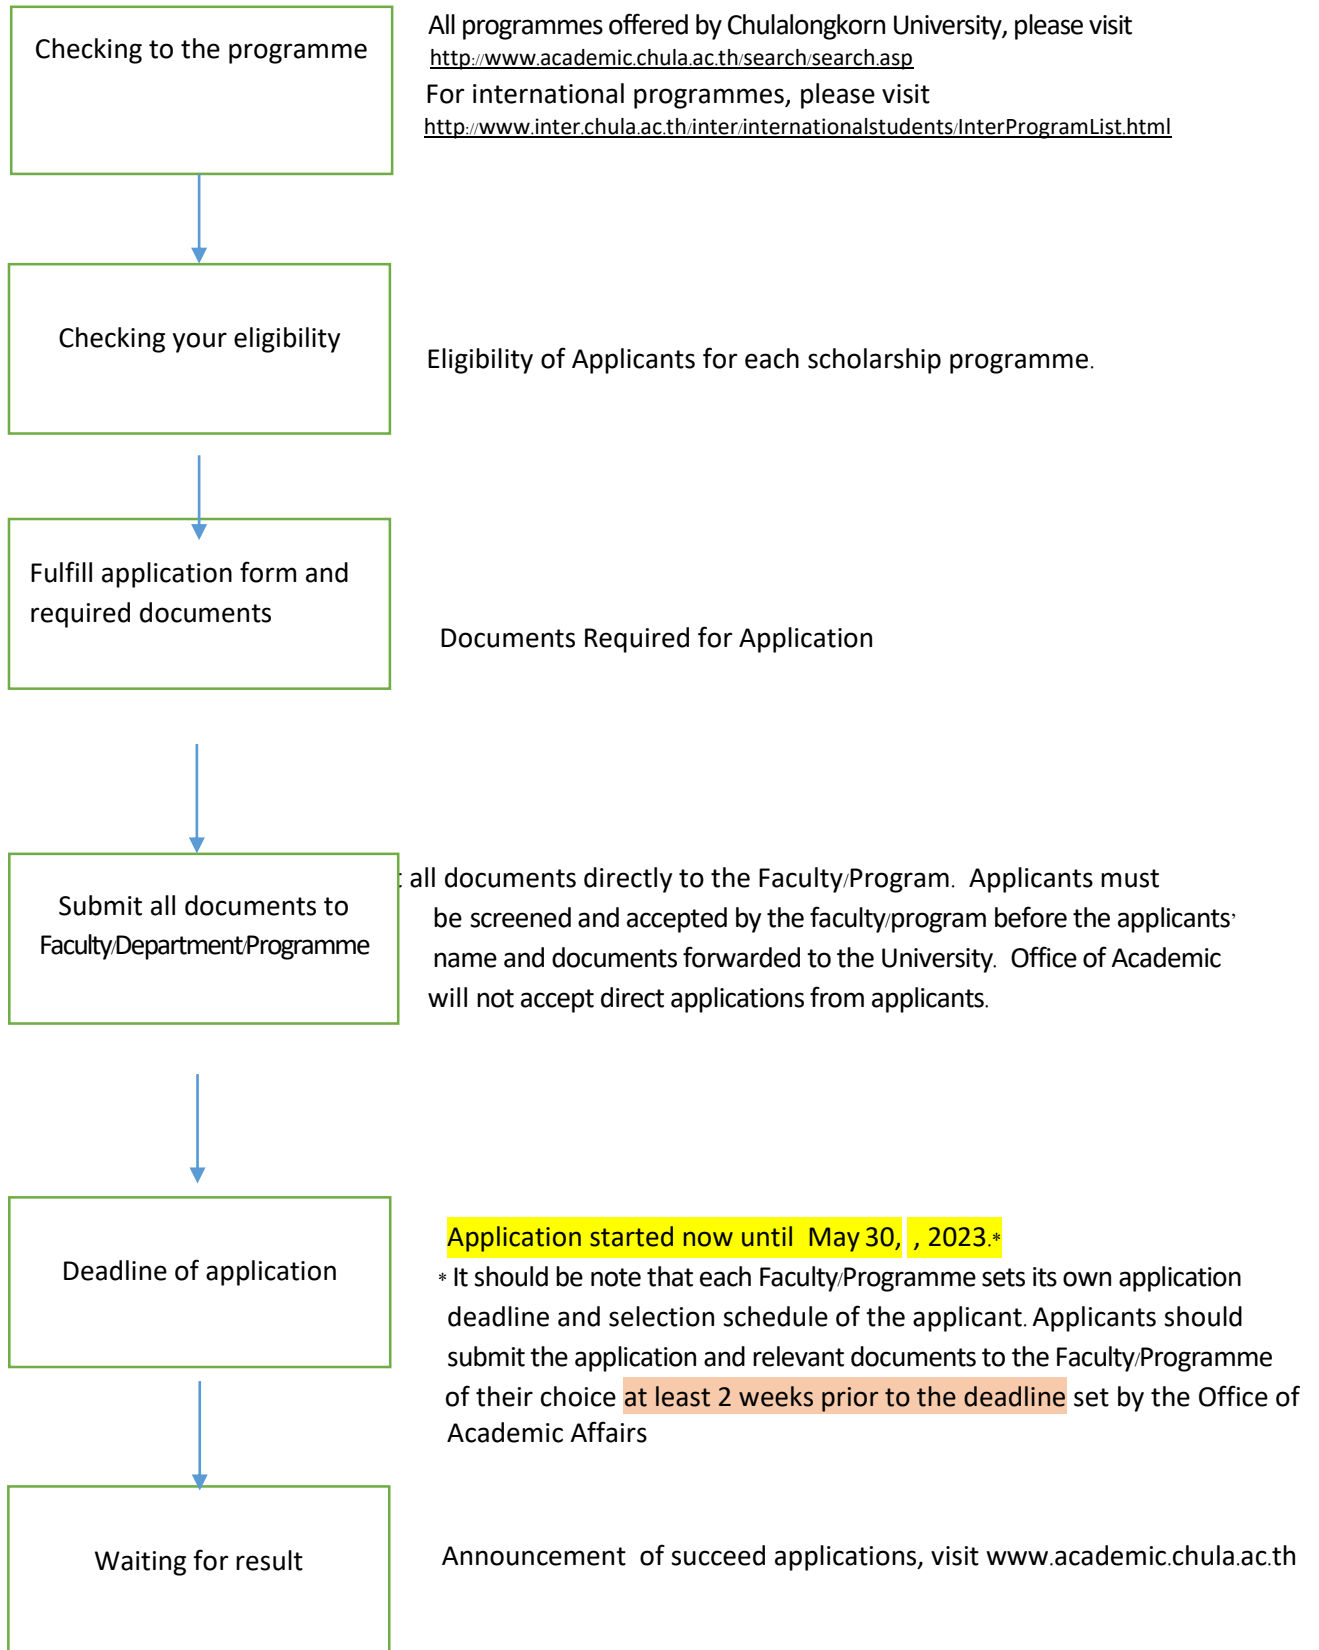 Checking to the programme
All programmes offered by Chulalongkorn University, please visit
http://www.academic.chula.ac.th/search/search.asp
For international programmes, please visit
http://www.inter.chula.ac.th/inter/internationalstudents/InterProgramList.html
Checking your eligibility
Eligibility of Applicants for each scholarship programme.
Fulfill application form and
required documents
Documents Required for Application
Submit all documents to
Faculty/Department/Programme
all documents directly to the Faculty/Program. Applicants must
be screened and accepted by the faculty/program before the applicants’
name and documents forwarded to the University. Office of Academic
will not accept direct applications from applicants.
Deadline of application
Application started now until May 30, , 2023.*
* It should be note that each Faculty/Programme sets its own application
deadline and selection schedule of the applicant. Applicants should
submit the application and relevant documents to the Faculty/Programme
of their choice at least 2 weeks prior to the deadline set by the Office of
Academic Affairs
Waiting for result
Announcement of succeed applications, visit www.academic.chula.ac.th